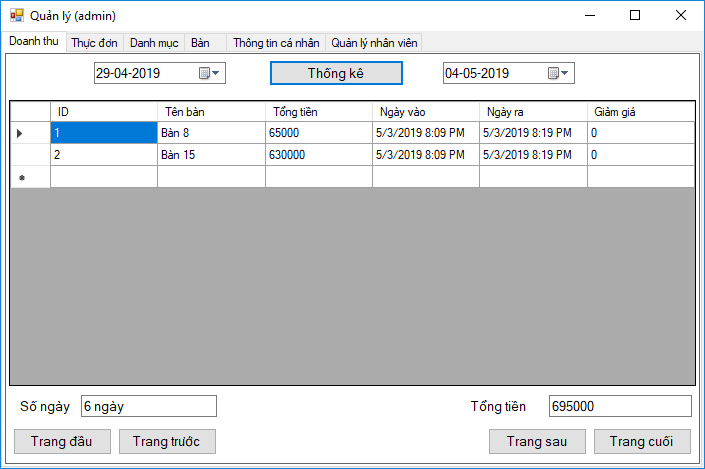 Quản lý (admin)
Doanh thu Thực đơn Danh mục Bàn Thông tin cá nhân Quản lý nhân viên
29-04-2019 Thống kê 04-05-2019
ID Tên bàn Tổng tiền Ngày vào Ngày ra Giảm giá
1 Bàn 8 65000 5/3/2019 8:09 PM 5/3/2019 8:19 PM 0
2 Bàn 15 630000 5/3/2019 8:09 PM 5/3/2019 8:19 PM 0
Số ngày 6 ngày Tổng tiền 695000
Trang đầu Trang trước Trang sau Trang cuối